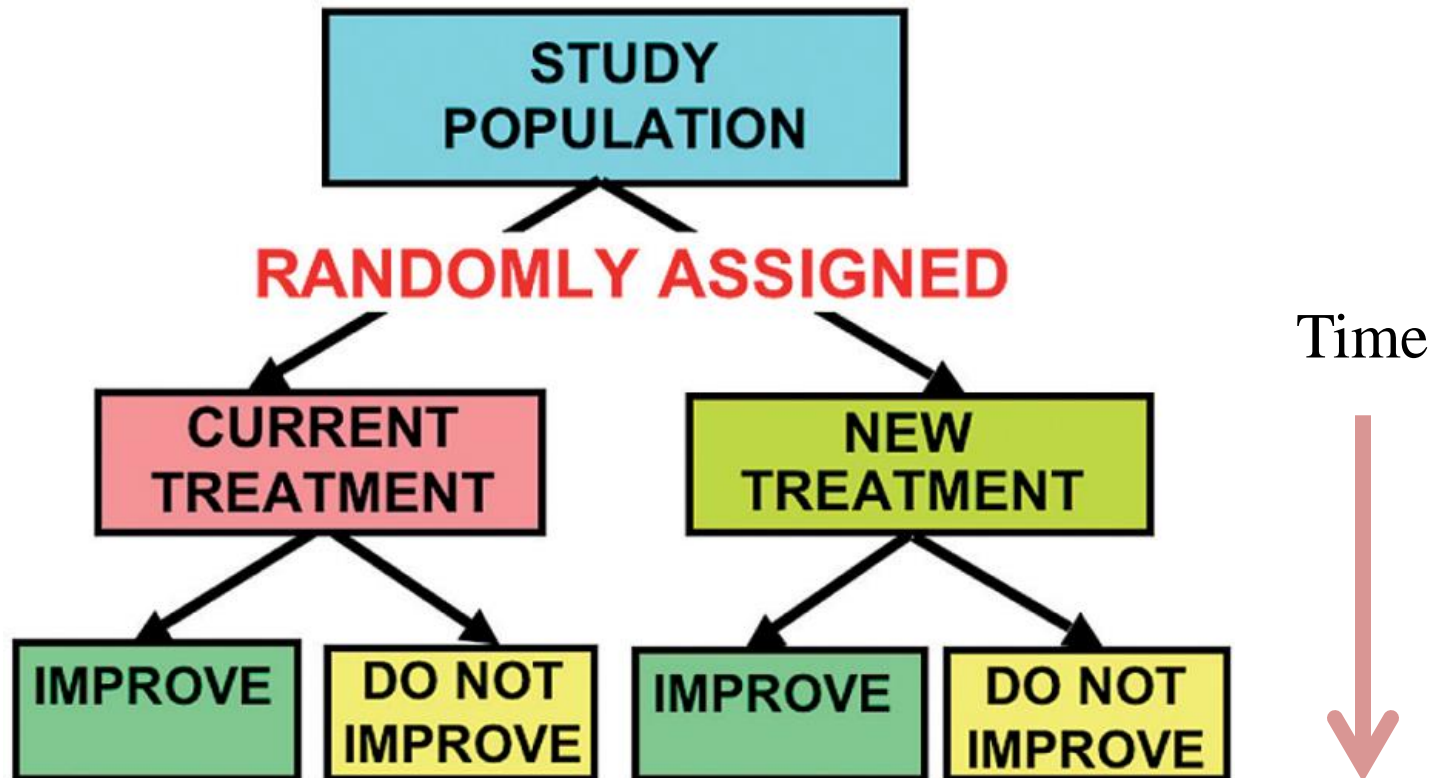 STUDY
POPULATION
RANDOMLY ASSIGNED
Time
CURRENT
TREATMENT
NEW
TREATMENT
IMPROVE
DO NOT
IMPROVE
IMPROVE
DO NOT
IMPROVE